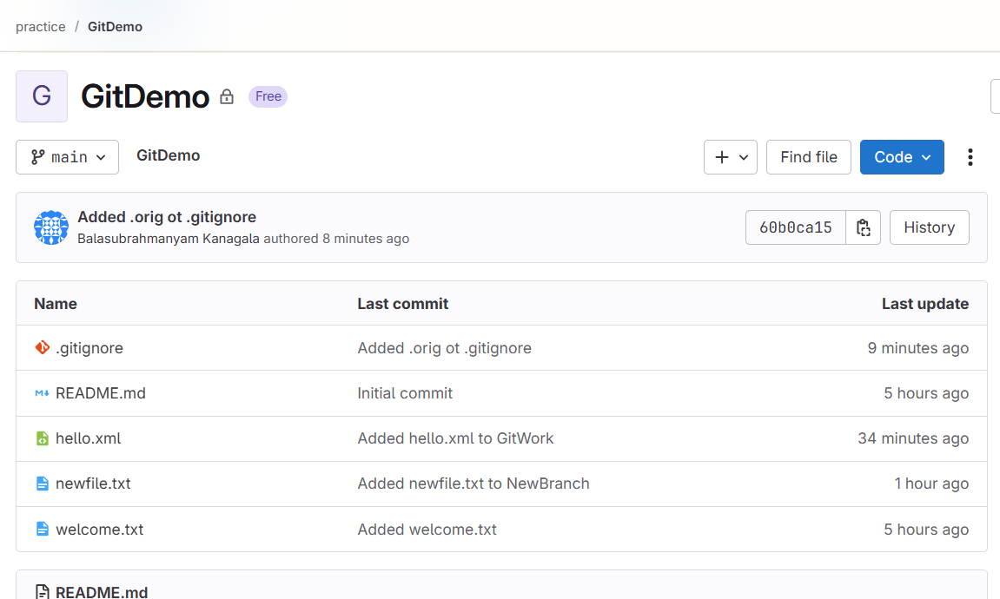 practice / GitDemo
G GitDemo Free
main GitDemo Find file Code
Added .orig ot .gitignore
Balasubrahmanyam Kanagala authored 8 minutes ago
60b0ca15 History
Name Last commit Last update
.gitignore Added .orig ot .gitignore 9 minutes ago
README.md Initial commit 5 hours ago
hello.xml Added hello.xml to GitWork 34 minutes ago
newfile.txt Added newfile.txt to NewBranch 1 hour ago
welcome.txt Added welcome.txt 5 hours ago
README.md